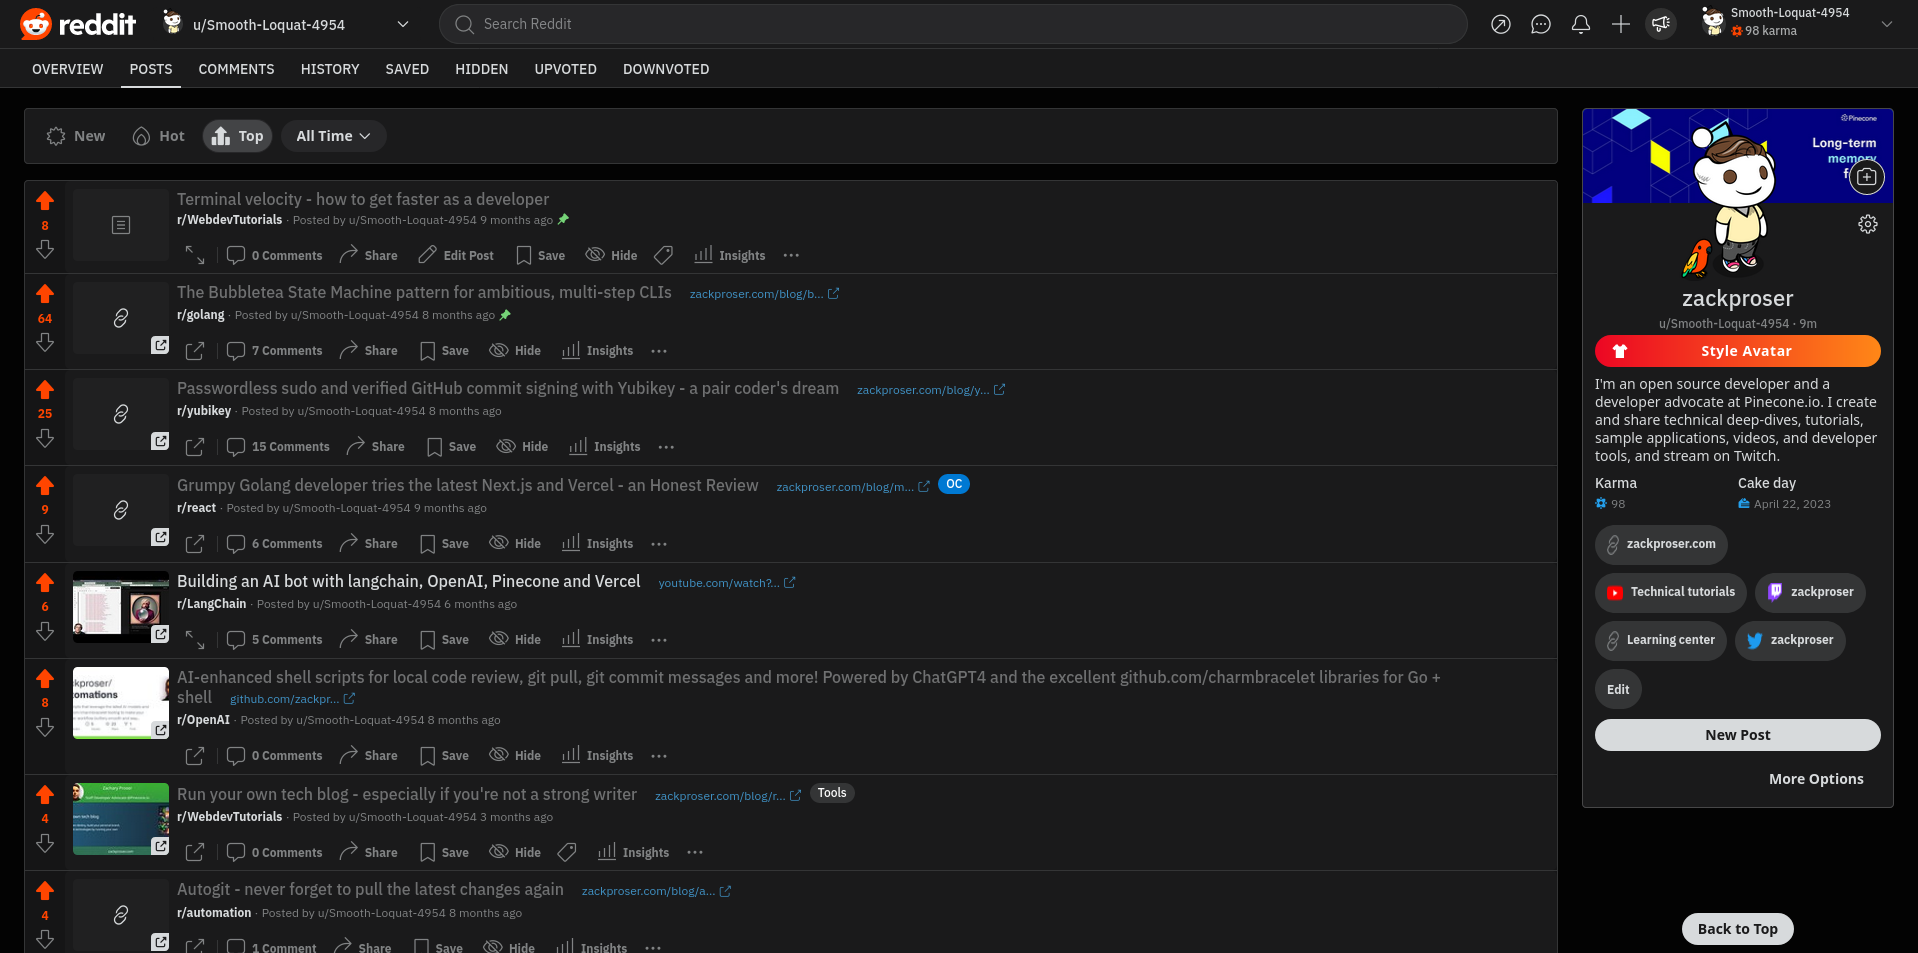 reddit
u/Smooth-Loquat-4954
Search Reddit
Smooth-Loquat-4954
98 karma
OVERVIEW POSTS COMMENTS HISTORY SAVED HIDDEN UPVOTED DOWNVOTED
New Hot Top All Time
8
Terminal velocity - how to get faster as a developer
r/WebdevTutorials · Posted by u/Smooth-Loquat-4954 9 months ago
0 Comments Share Edit Post Save Hide Insights ...
64
The Bubbletea State Machine pattern for ambitious, multi-step CLIs zackproser.com/blog/b...
r/golang · Posted by u/Smooth-Loquat-4954 8 months ago
7 Comments Share Save Hide Insights ...
25
Passwordless sudo and verified GitHub commit signing with Yubikey - a pair coder's dream zackproser.com/blog/y...
r/yubikey · Posted by u/Smooth-Loquat-4954 8 months ago
15 Comments Share Save Hide Insights ...
9
Grumpy Golang developer tries the latest Next.js and Vercel - an Honest Review zackproser.com/blog/m... OC
r/react · Posted by u/Smooth-Loquat-4954 9 months ago
6 Comments Share Save Hide Insights ...
6
Building an AI bot with langchain, OpenAI, Pinecone and Vercel youtube.com/watch?...
r/LangChain · Posted by u/Smooth-Loquat-4954 6 months ago
5 Comments Share Save Hide Insights ...
8
kproser/
omations
AI-enhanced shell scripts for local code review, git pull, git commit messages and more! Powered by ChatGPT4 and the excellent github.com/charmbracelet libraries for Go +
shell github.com/zackpr...
r/OpenAI · Posted by u/Smooth-Loquat-4954 8 months ago
0 Comments Share Save Hide Insights ...
4
Zachary Proser
Run your own tech blog - especially if you're not a strong writer zackproser.com/blog/r... Tools
r/WebdevTutorials · Posted by u/Smooth-Loquat-4954 3 months ago
0 Comments Share Save Hide Insights ...
4
Autogit - never forget to pull the latest changes again zackproser.com/blog/a...
r/automation · Posted by u/Smooth-Loquat-4954 8 months ago
1 Comment Share Save Hide Insights ...
Pinecone
Long-term
memory
f
zackproser
u/Smooth-Loquat-4954 · 9m
Style Avatar
I'm an open source developer and a
developer advocate at Pinecone.io. I create
and share technical deep-dives, tutorials,
sample applications, videos, and developer
tools, and stream on Twitch.
Karma Cake day
98 April 22, 2023
zackproser.com
Technical tutorials zackproser
Learning center zackproser
Edit
New Post
More Options
Back to Top